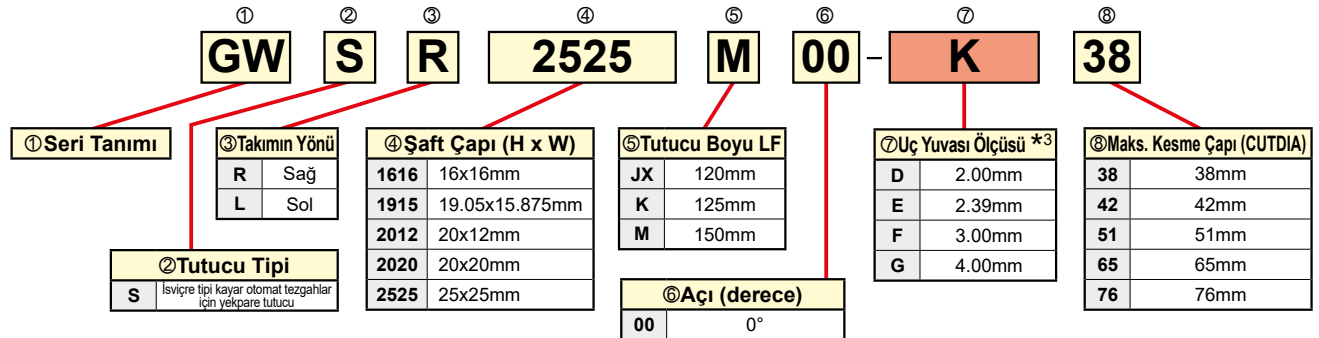 ① ② ③ ④ ⑤ ⑥ ⑦ ⑧
GW S R 2525 M 00 – K 38
①Seri Tanımı
③Takımın Yönü
R Sağ
L Sol
②Tutucu Tipi
S İsviçre tipi kayar otomat tezgahlar
için yekpare tutucu
④Şaft Çapı (H x W)
1616 16x16mm
1915 19.05x15.875mm
2012 20x12mm
2020 20x20mm
2525 25x25mm
⑤Tutucu Boyu LF
JX 120mm
K 125mm
M 150mm
⑥Açı (derece)
00 0°
⑦Uç Yuvası Ölçüsü *3
D 2.00mm
E 2.39mm
F 3.00mm
G 4.00mm
⑧Maks. Kesme Çapı (CUTDIA)
38 38mm
42 42mm
51 51mm
65 65mm
76 76mm